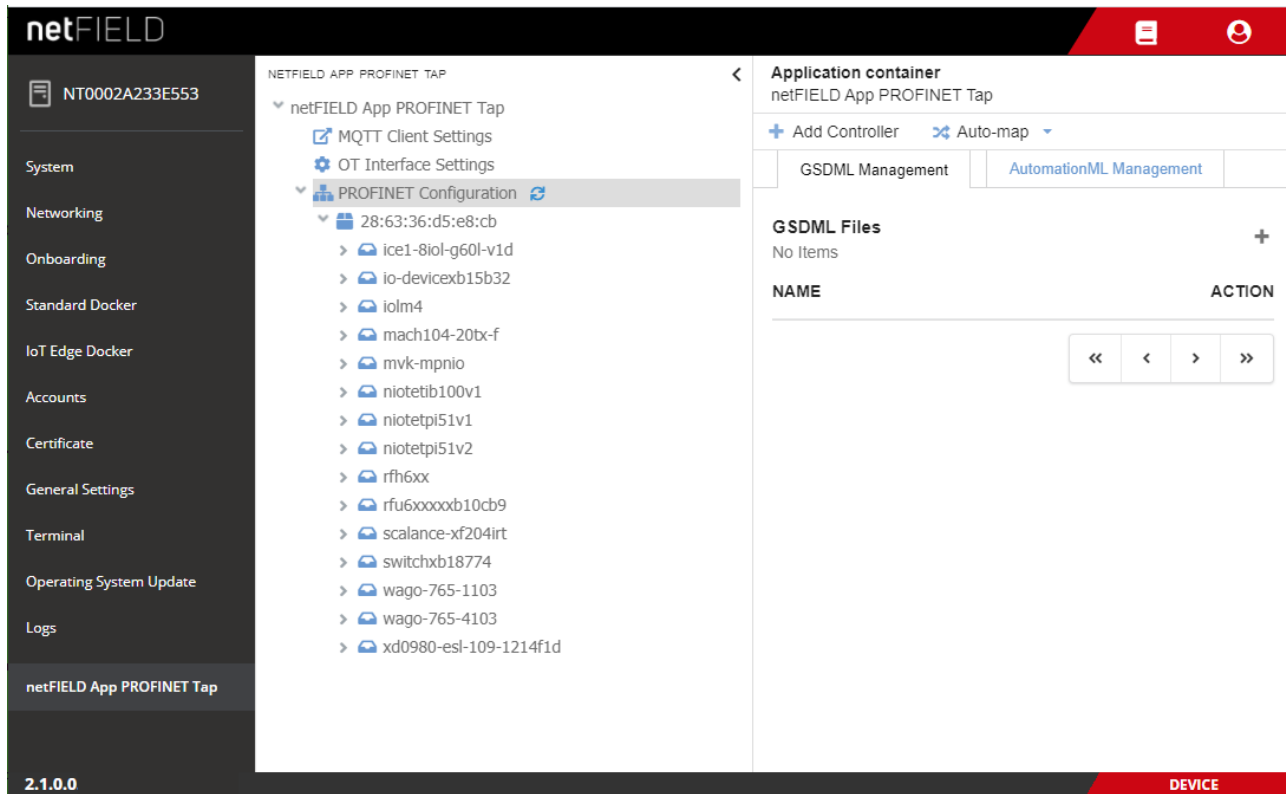 netFIELD
NT0002A233E553
System
Networking
Onboarding
Standard Docker
IoT Edge Docker
Accounts
Certificate
General Settings
Terminal
Operating System Update
Logs
netFIELD App PROFINET Tap
2.1.0.0
NETFIELD APP PROFINET TAP
netFIELD App PROFINET Tap
MQTT Client Settings
OT Interface Settings
PROFINET Configuration
28:63:36:d5:e8:cb
ice1-8iol-g60l-v1d
io-devicexb15b32
iolm4
mach104-20tx-f
mvk-mpnio
niotetib100v1
niotetpi51v1
niotetpi51v2
rfh6xx
rfu6xxxxxb10cb9
scalance-xf204irt
switchxb18774
wago-765-1103
wago-765-4103
xd0980-esl-109-1214f1d
Application container
netFIELD App PROFINET Tap
Add Controller Auto-map
GSDML Management AutomationML Management
GSDML Files
No Items
NAME ACTION
DEVICE